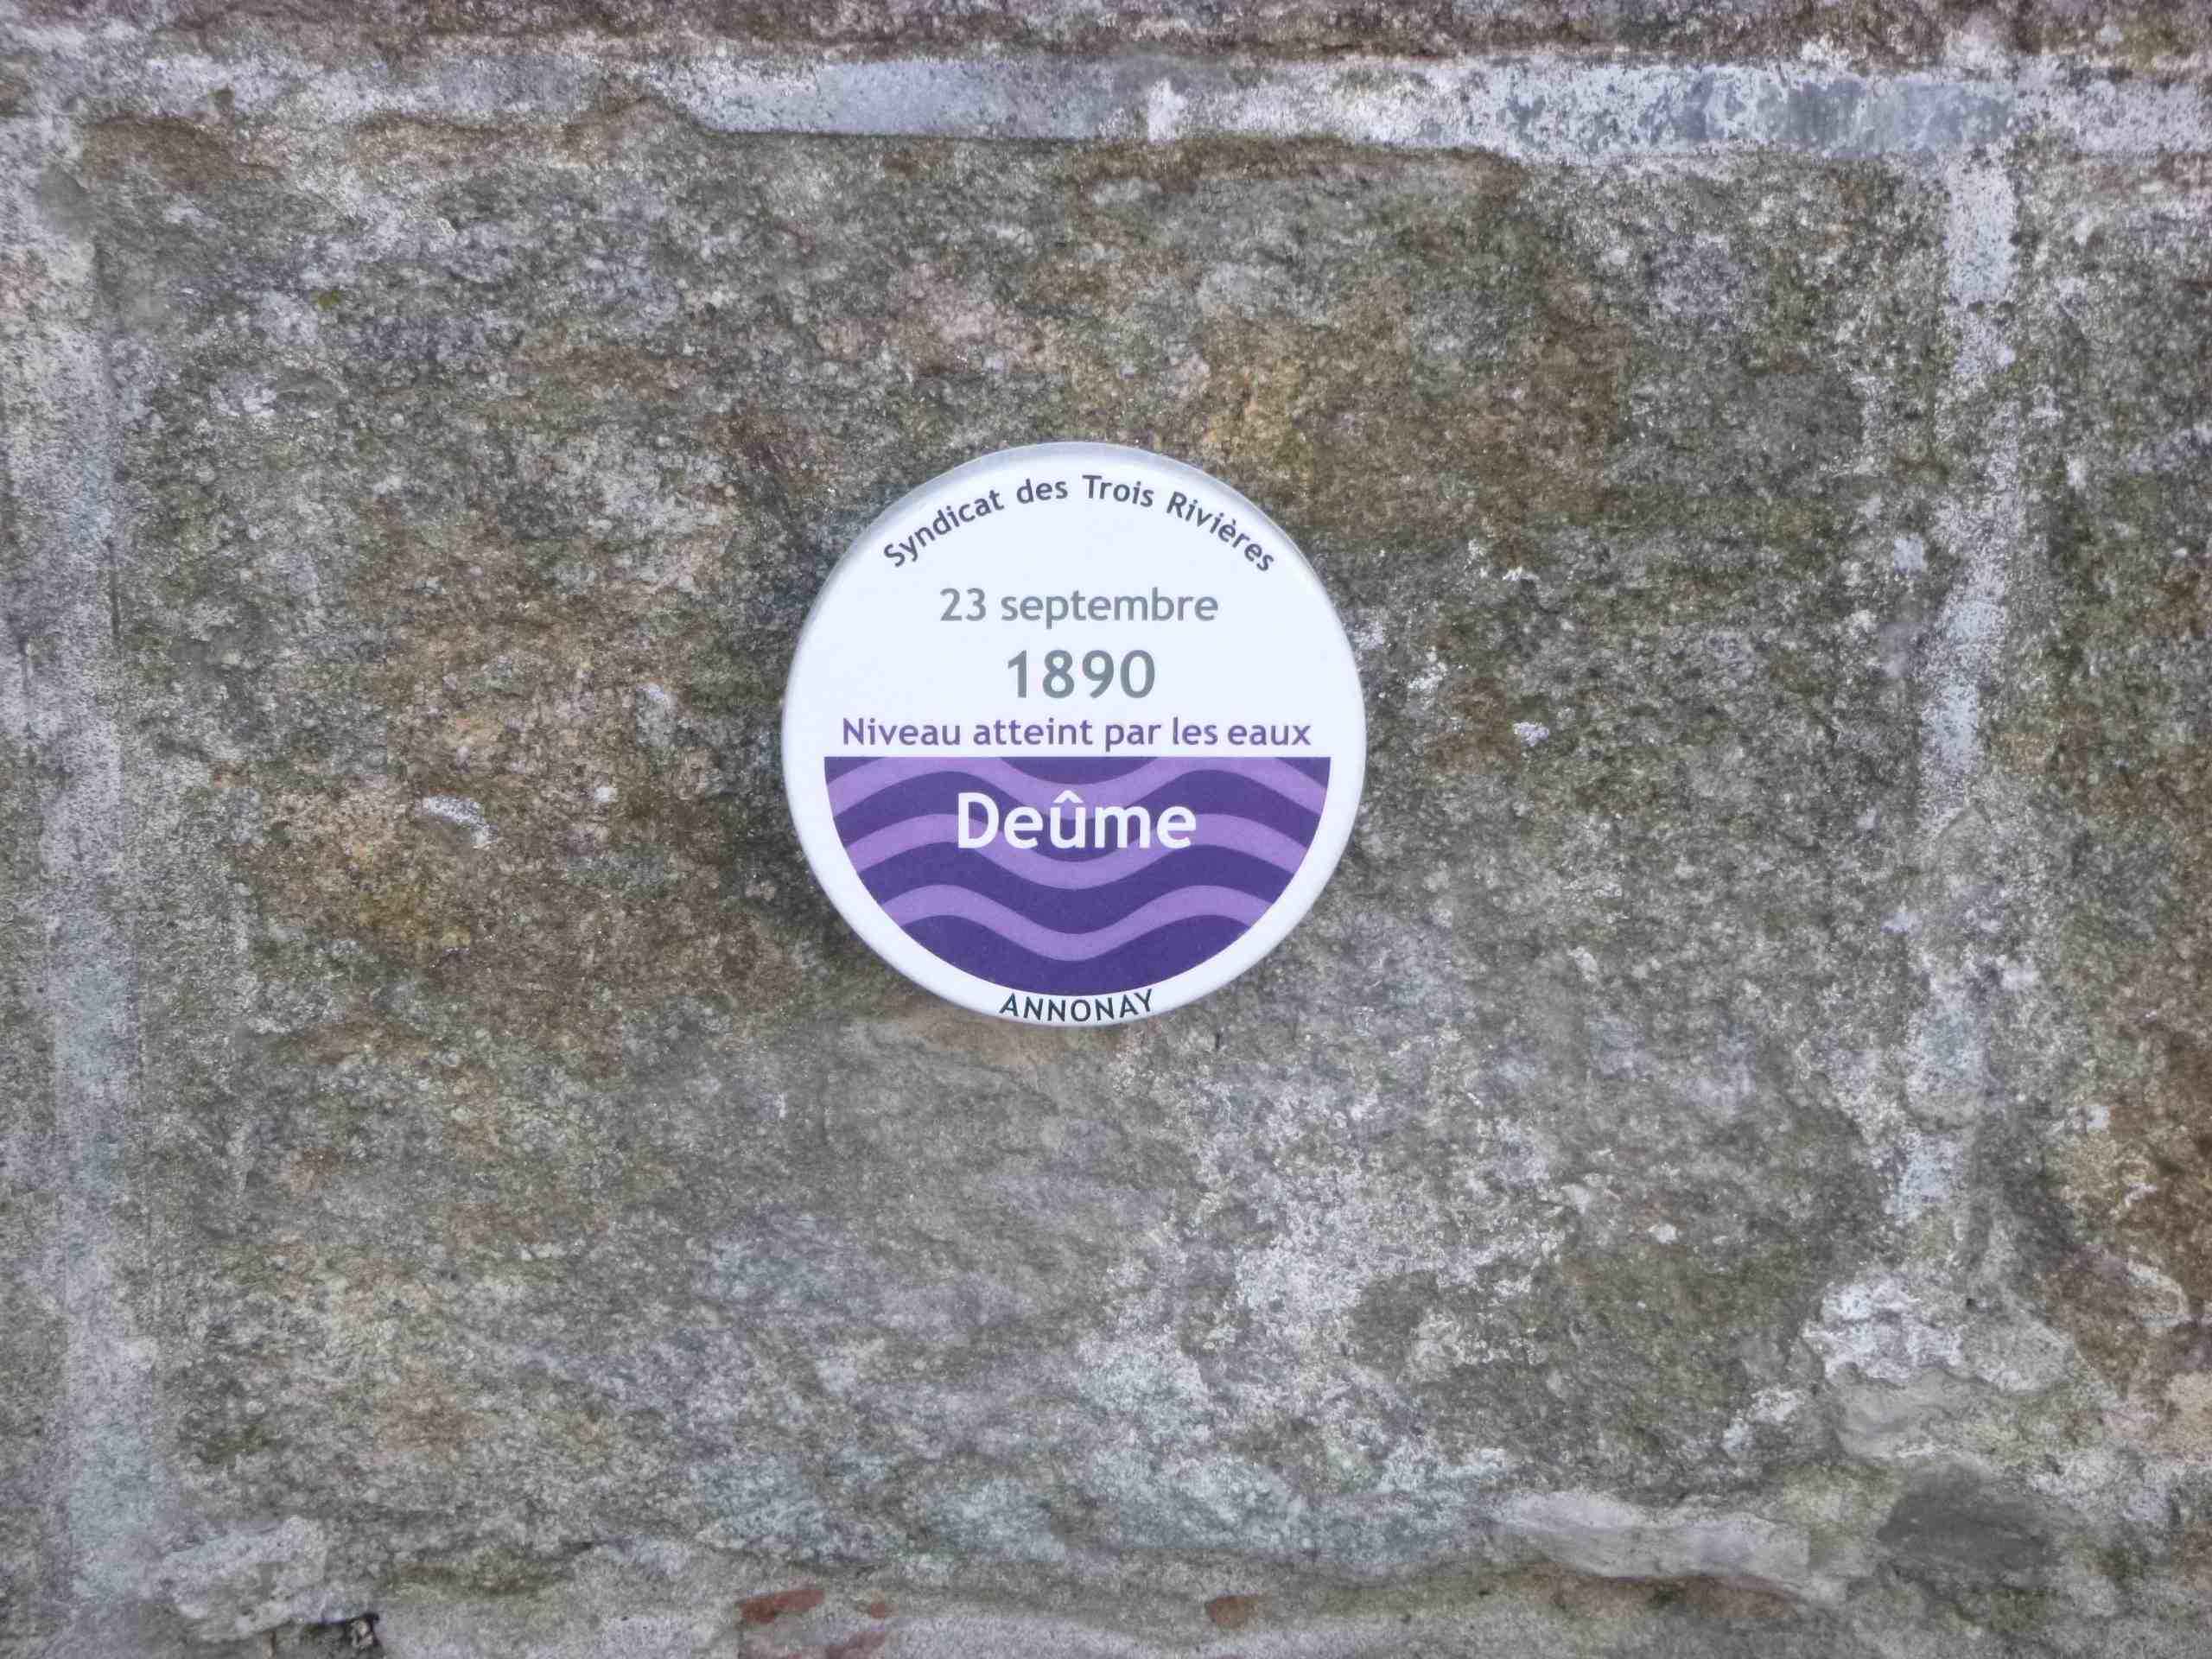 Syndicat des Trois Rivières
23 septembre
1890
Niveau atteint par les eaux
Deûme
ANNONAY